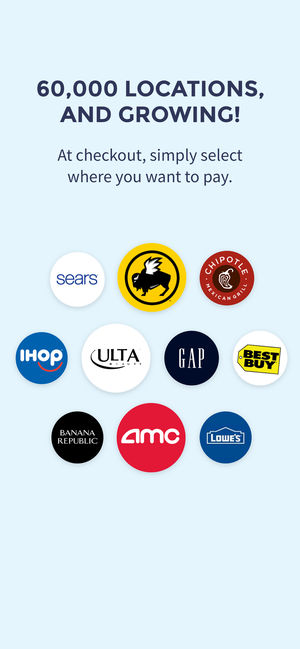 60,000 LOCATIONS,
AND GROWING!
At checkout, simply select
where you want to pay.
sears
CHIPOTLE
MEXICAN GRILL
IHOP
ULTA
GAP
BEST
BUY
BANANA
REPUBLIC
amc
LOWE'S